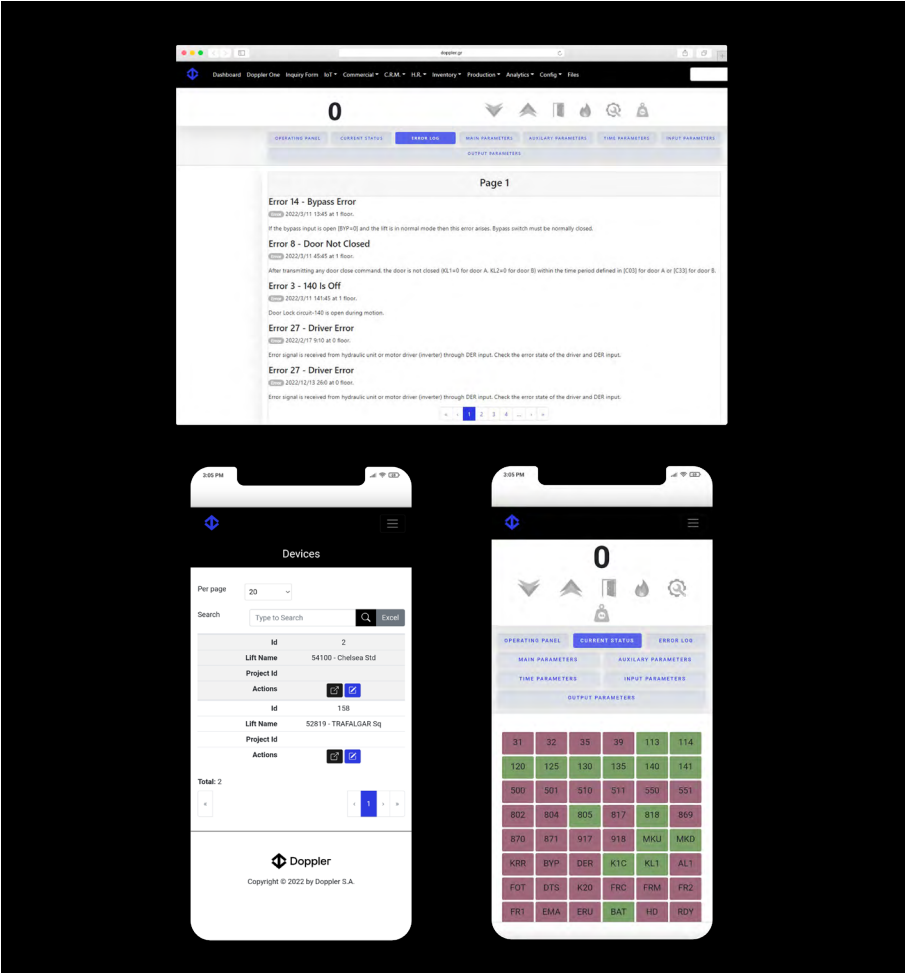 doppler.gr
Dashboard Doppler One Inquiry Form IoT Commercial C.R.M. H.R. Inventory Production Analytics Config Files
0
OPERATING PANEL CURRENT STATUS ERROR LOG MAIN PARAMETERS AUXILARY PARAMETERS TIME PARAMETERS INPUT PARAMETERS
OUTPUT PARAMETERS
Page 1
Error 14 - Bypass Error
2022/3/11 13:45 at 1 floor.
If the bypass input is open [BYP=0] and the lift is in normal mode then this error arises. Bypass switch must be normally closed.
Error 8 - Door Not Closed
2022/3/11 45:45 at 1 floor.
After transmitting any door close command, the door is not closed (KL1=0 for door A, KL2=0 for door B) within the time period defined in [C03] for door A or [C33] for door B.
Error 3 - 140 Is Off
2022/3/11 141:45 at 1 floor.
Door Lock circuit-140 is open during motion.
Error 27 - Driver Error
2022/2/17 9:10 at 0 floor.
Error signal is received from hydraulic unit or motor driver (inverter) through DER input. Check the error state of the driver and DER input.
Error 27 - Driver Error
2022/12/13 26:0 at 0 floor.
Error signal is received from hydraulic unit or motor driver (inverter) through DER input. Check the error state of the driver and DER input.
« ‹ 1 2 3 4 ... › »
3:05 PM
Devices
Per page 20
Search Type to Search Excel
Id 2
Lift Name 54100 - Chelsea Std
Project Id
Actions
Id 158
Lift Name 52819 - TRAFALGAR Sq
Project Id
Actions
Total: 2
« ‹ 1 › »
Doppler
Copyright © 2022 by Doppler S.A.
3:05 PM
0
OPERATING PANEL CURRENT STATUS ERROR LOG
MAIN PARAMETERS AUXILARY PARAMETERS
TIME PARAMETERS INPUT PARAMETERS
OUTPUT PARAMETERS
31 32 35 39 113 114
120 125 130 135 140 141
500 501 510 511 550 551
802 804 805 817 818 869
870 871 917 918 MKU MKD
KRR BYP DER K1C KL1 AL1
FOT DTS K20 FRC FRM FR2
FR1 EMA ERU BAT HD RDY